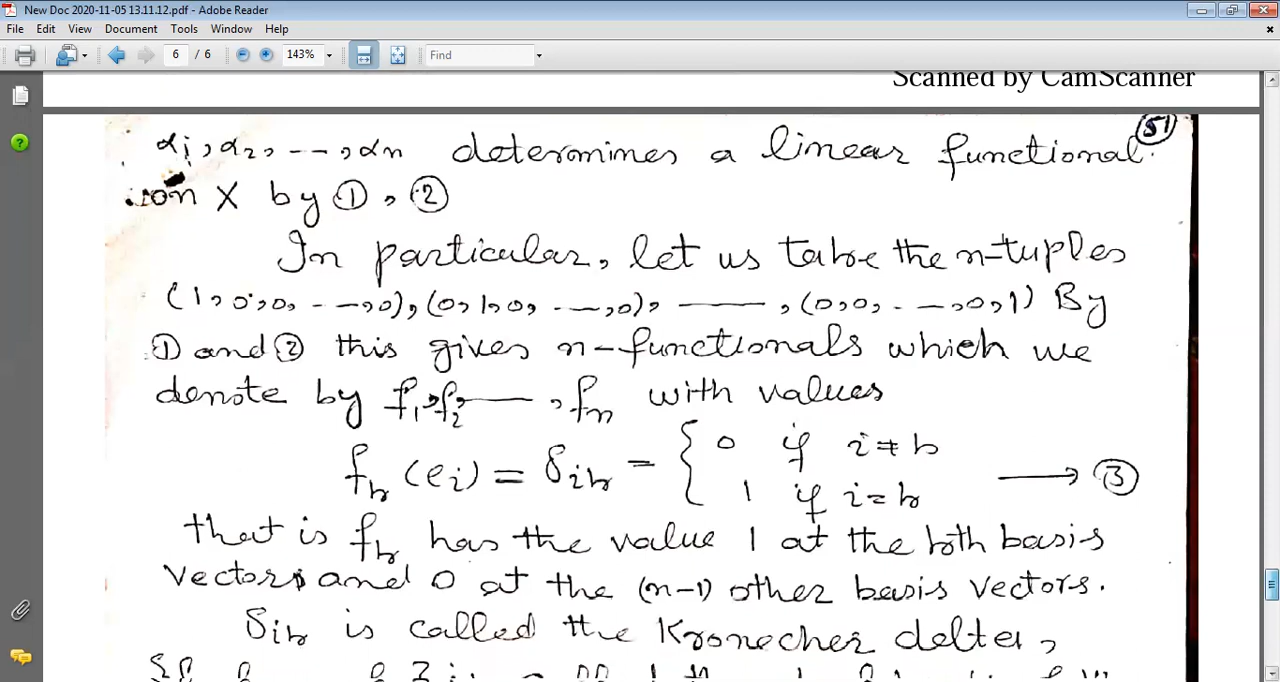 New Doc 2020-11-05 13.11.12.pdf - Adobe Reader
File Edit View Document Tools Window Help
6 / 6 143% Find
Scanned by CamScanner
51
α1, α2, ---, αn determines a linear functional
on X by ①, ②
In particular, let us take the n-tuples
(1,0,0, ---,0), (0,1,0, ---,0), ——, (0,0, ---,0,1) By
① and ② this gives n-functionals which we
denote by f1, f2, ——, fn with values
fk (ei) = δik = { 0 if i ≠ k
1 if i = k ⟶ ③
that is fk has the value 1 at the kth basis
vectors and 0 at the (n-1) other basis vectors.
δik is called the Kronecker delta,